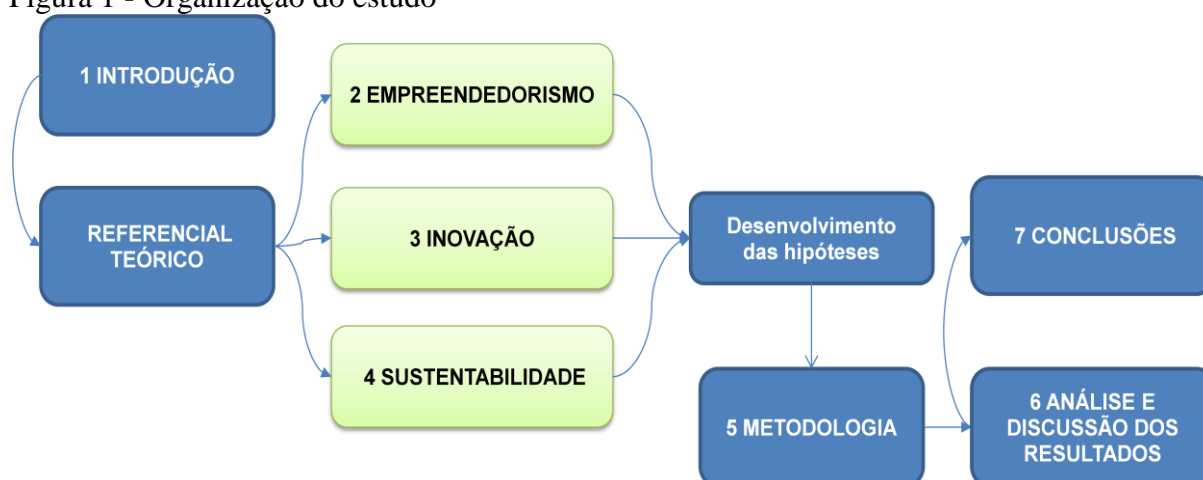 Figura 1 - Organização do estudo
1 INTRODUÇÃO
REFERENCIAL
TEÓRICO
2 EMPREENDEDORISMO
3 INOVAÇÃO
4 SUSTENTABILIDADE
Desenvolvimento
das hipóteses
5 METODOLOGIA
6 ANÁLISE E
DISCUSSÃO DOS
RESULTADOS
7 CONCLUSÕES